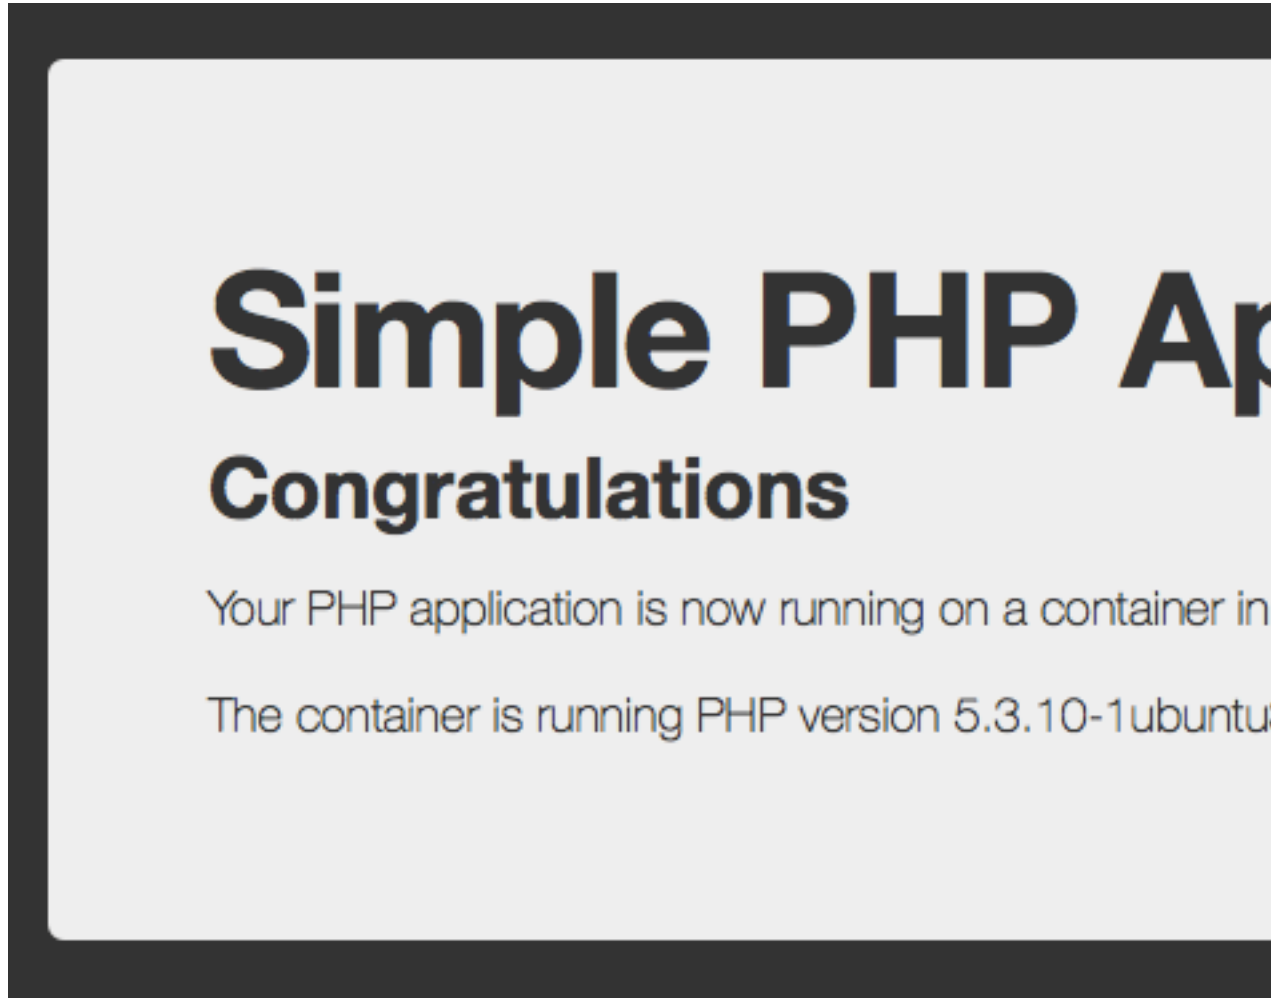 Simple PHP Ap
Congratulations
Your PHP application is now running on a container in
The container is running PHP version 5.3.10-1ubuntu